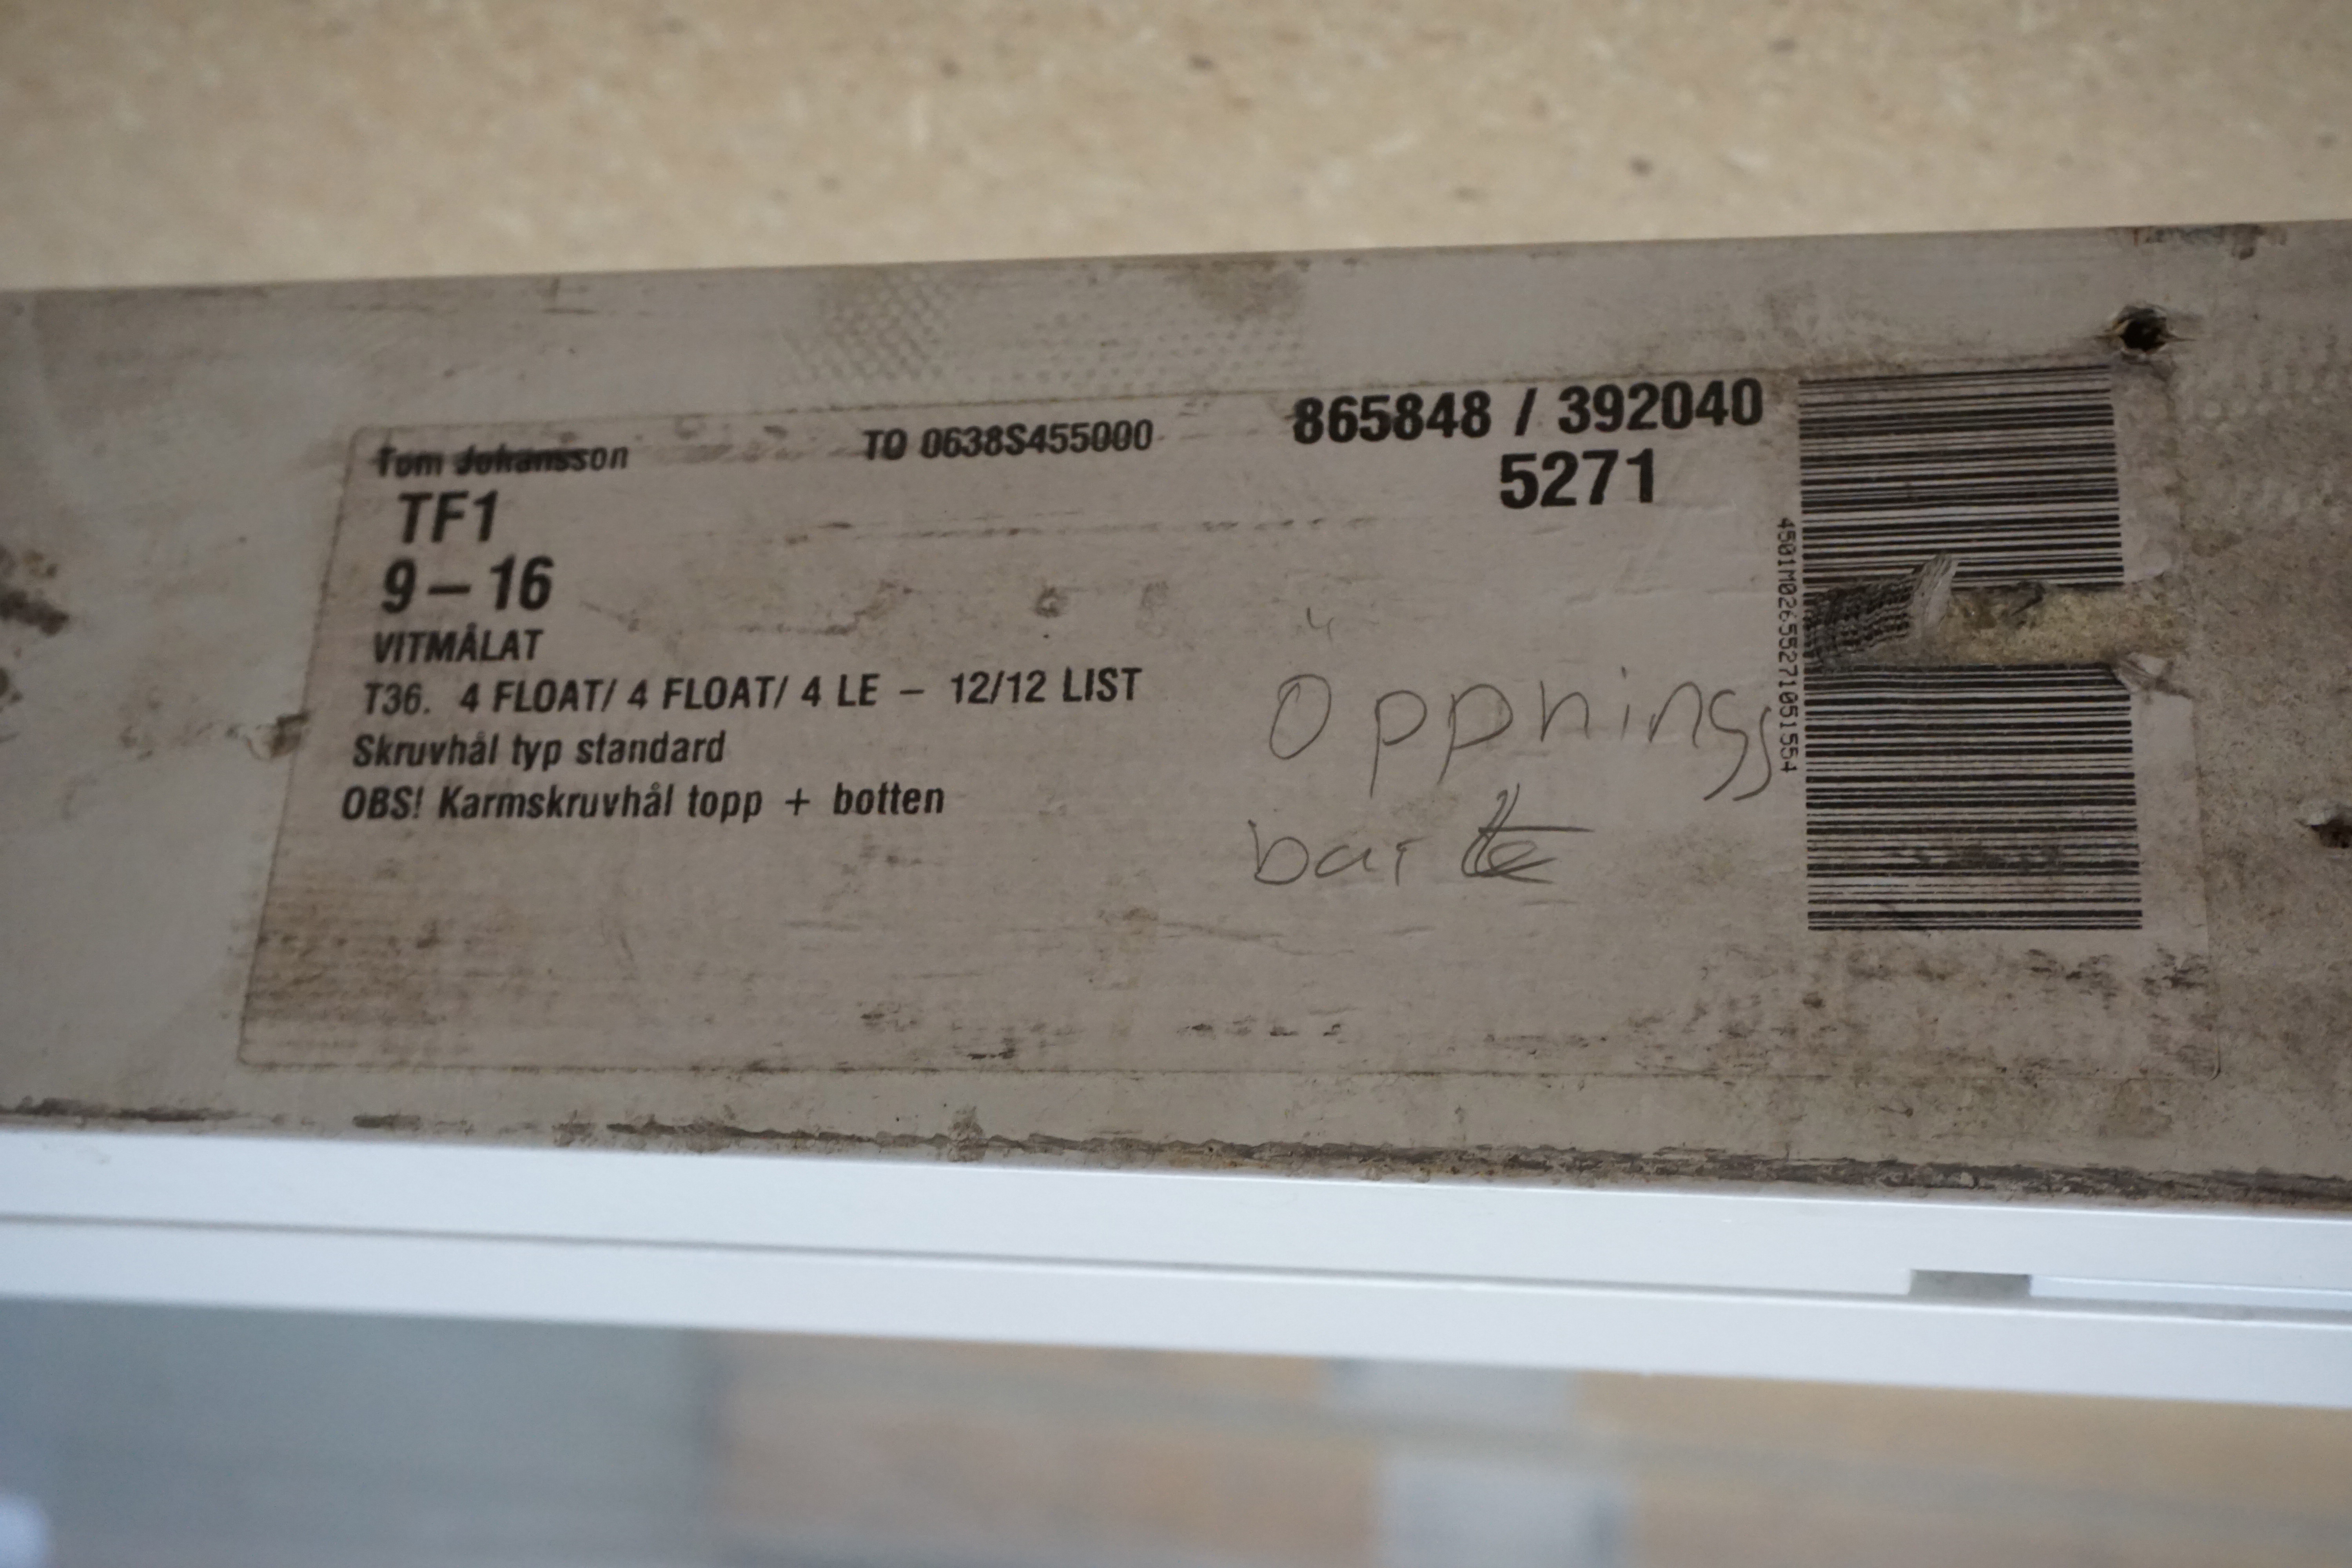 Tom Johansson TO 0638S455000 865848 / 392040
5271
TF1
9 – 16
VITMÅLAT
T36. 4 FLOAT/ 4 FLOAT/ 4 LE – 12/12 LIST
Skruvhål typ standard
OBS! Karmskruvhål topp + botten
Öppnings
bart
4501M02655271051554